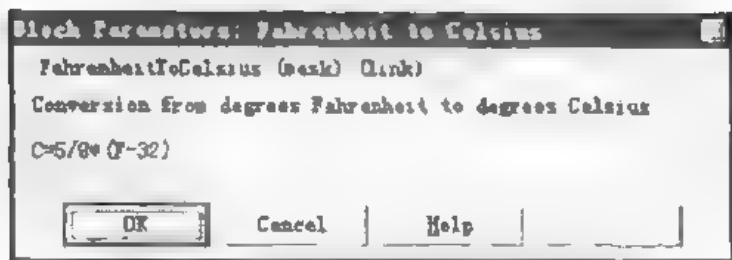 Block Parameters: Fahrenheit to Celsius
FahrenheitToCelsius (mask) (link)
Conversion from degrees Fahrenheit to degrees Celsius
C=5/9*(F-32)
OK Cancel Help